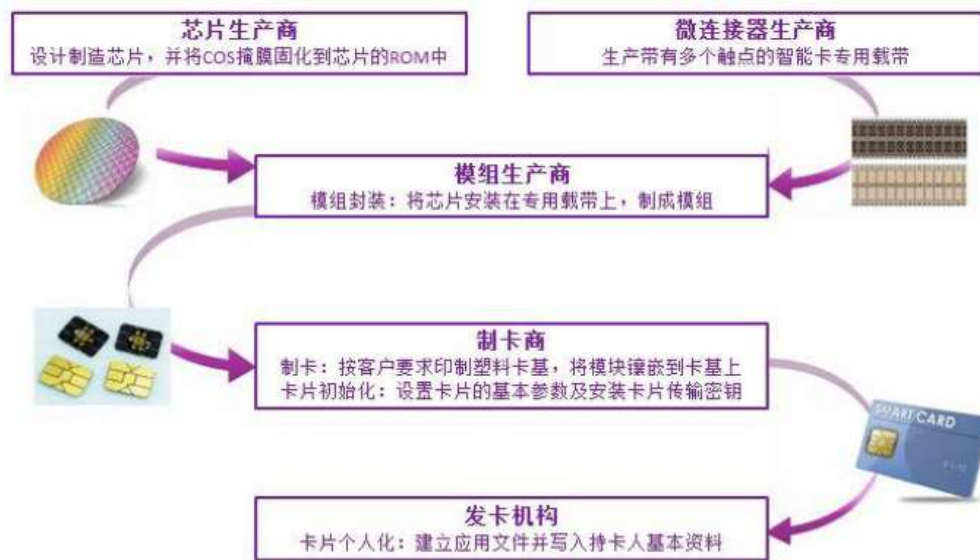 芯片生产商
设计制造芯片，并将COS掩膜固化到芯片的ROM中
微连接器生产商
生产带有多个触点的智能卡专用载带
模组生产商
模组封装：将芯片安装在专用载带上，制成模组
制卡商
制卡：按客户要求印制塑料卡基，将模块镶嵌到卡基上
卡片初始化：设置卡片的基本参数及安装卡片传输密钥
SMART CARD
发卡机构
卡片个人化：建立应用文件并写入持卡人基本资料